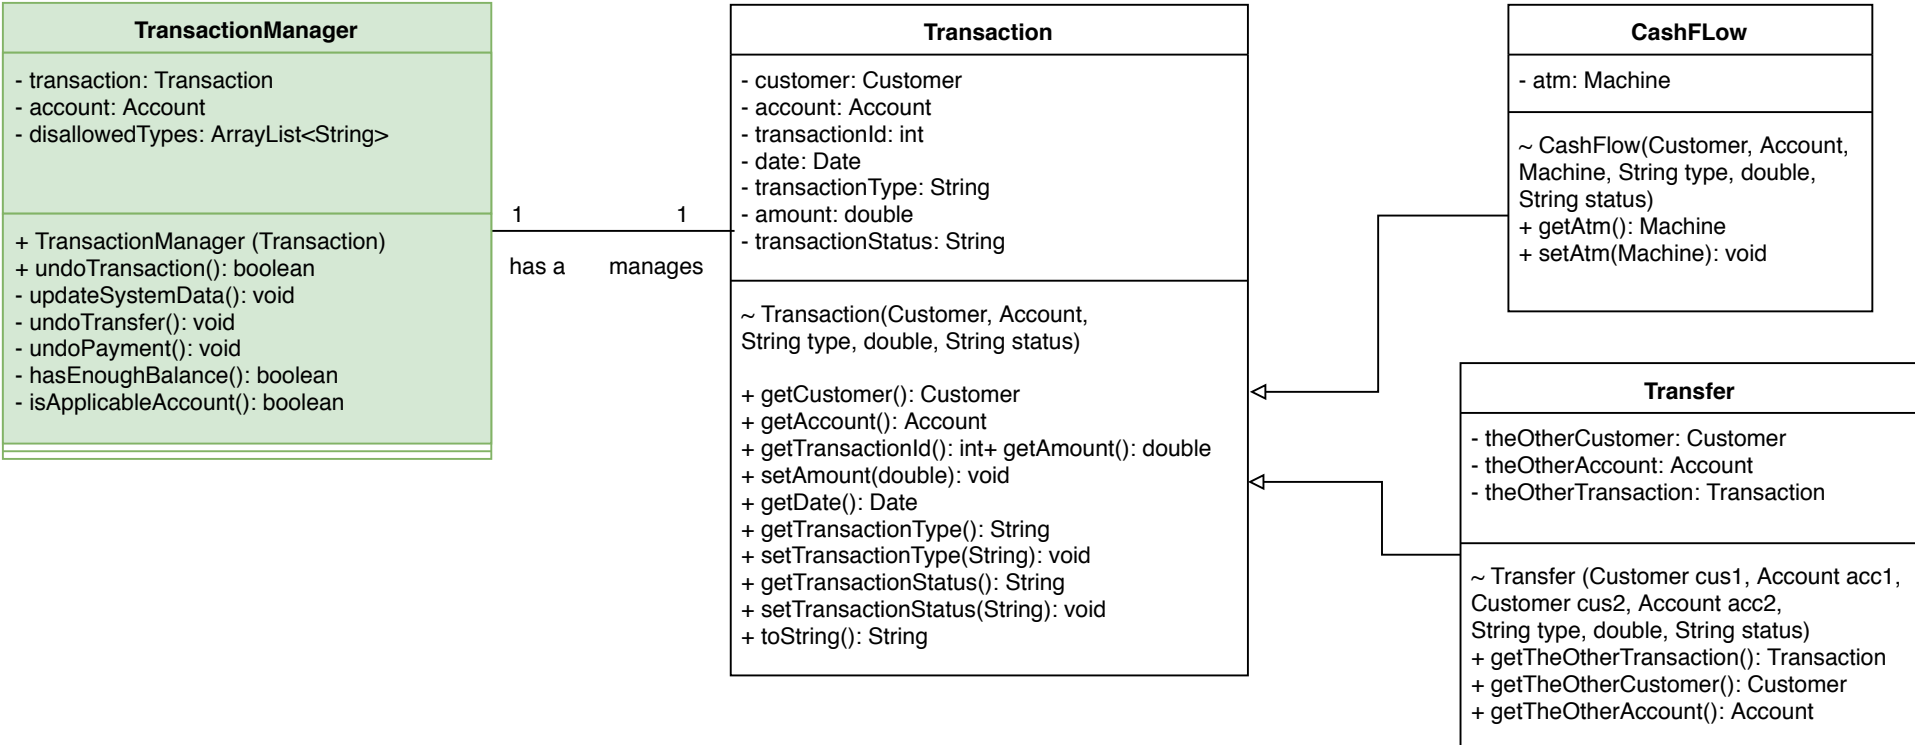 TransactionManager
- transaction: Transaction
- account: Account
- disallowedTypes: ArrayList<String>
+ TransactionManager (Transaction)
+ undoTransaction(): boolean
- updateSystemData(): void
- undoTransfer(): void
- undoPayment(): void
- hasEnoughBalance(): boolean
- isApplicableAccount(): boolean
1
1
has a
manages
Transaction
- customer: Customer
- account: Account
- transactionId: int
- date: Date
- transactionType: String
- amount: double
- transactionStatus: String
~ Transaction(Customer, Account,
String type, double, String status)
+ getCustomer(): Customer
+ getAccount(): Account
+ getTransactionId(): int+ getAmount(): double
+ setAmount(double): void
+ getDate(): Date
+ getTransactionType(): String
+ setTransactionType(String): void
+ getTransactionStatus(): String
+ setTransactionStatus(String): void
+ toString(): String
CashFLow
- atm: Machine
~ CashFlow(Customer, Account,
Machine, String type, double,
String status)
+ getAtm(): Machine
+ setAtm(Machine): void
Transfer
- theOtherCustomer: Customer
- theOtherAccount: Account
- theOtherTransaction: Transaction
~ Transfer (Customer cus1, Account acc1,
Customer cus2, Account acc2,
String type, double, String status)
+ getTheOtherTransaction(): Transaction
+ getTheOtherCustomer(): Customer
+ getTheOtherAccount(): Account